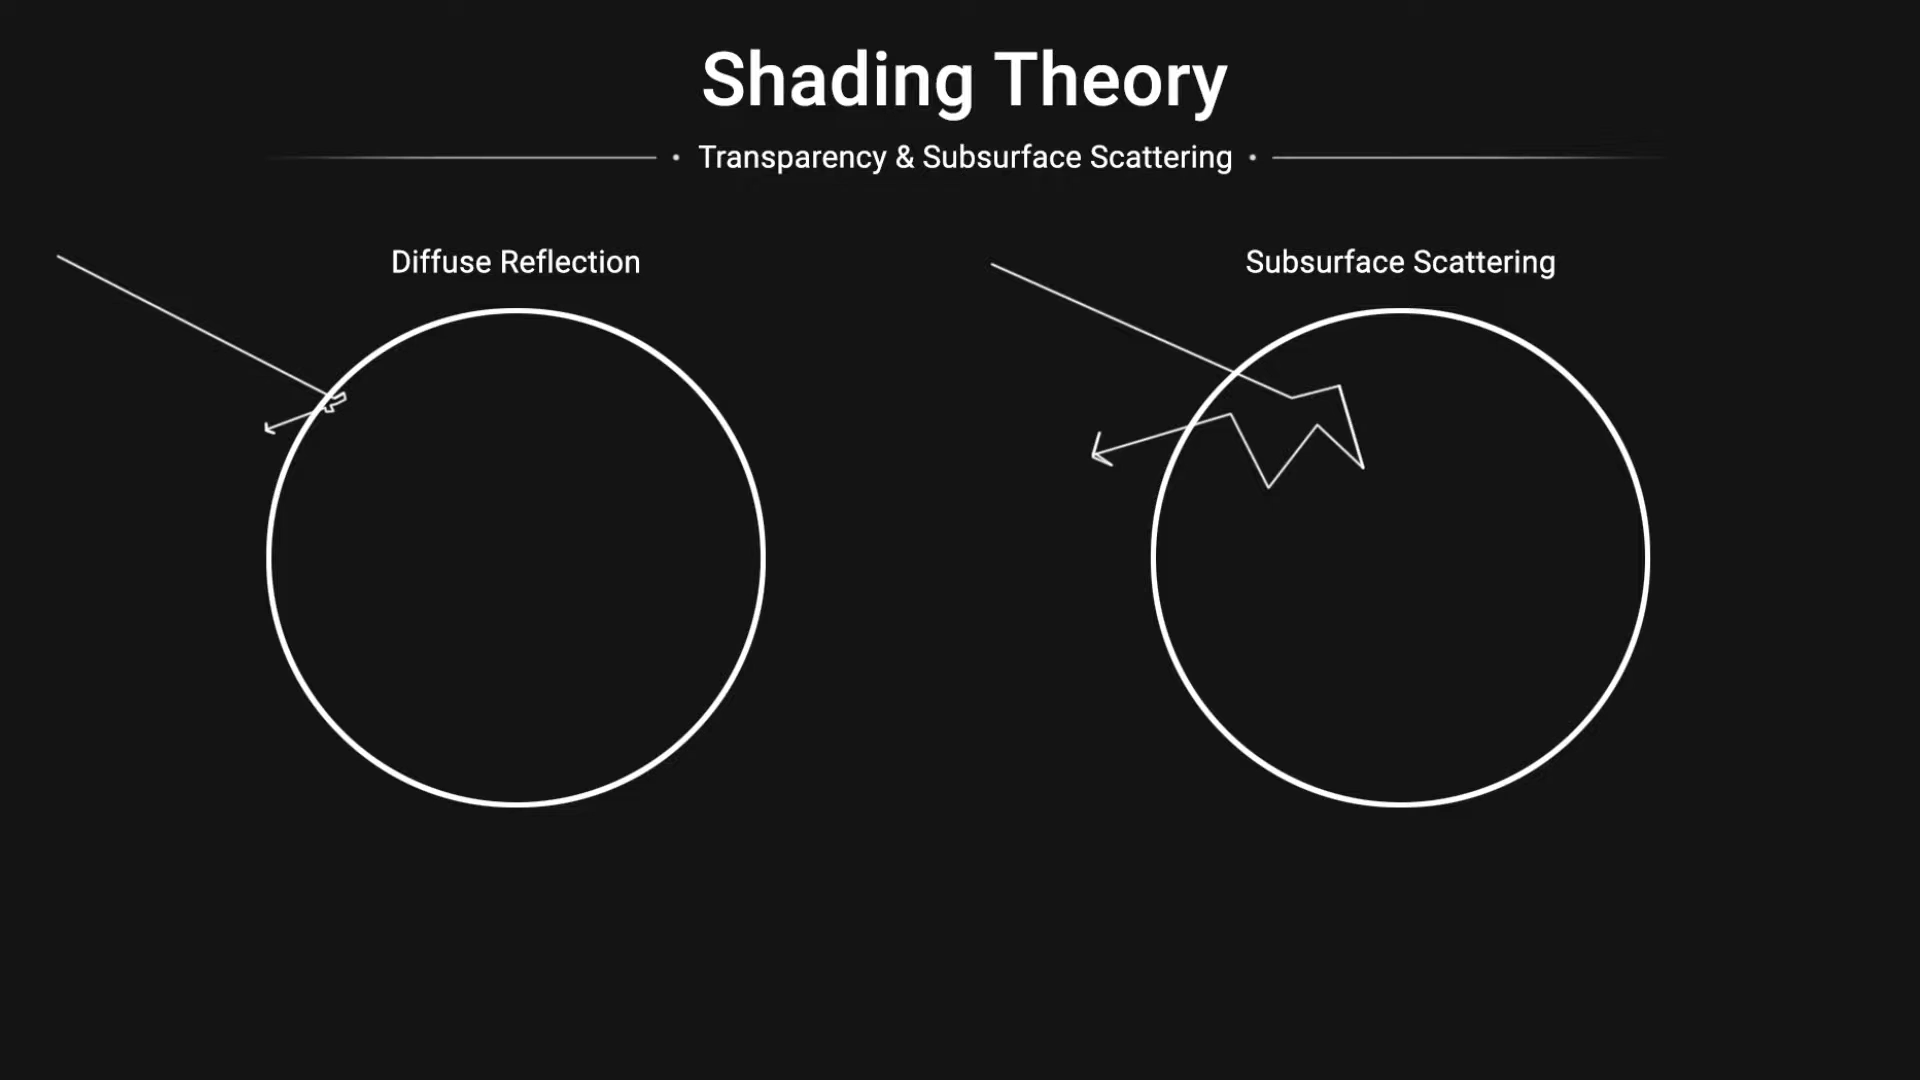 Shading Theory
Transparency & Subsurface Scattering
Diffuse Reflection
Subsurface Scattering